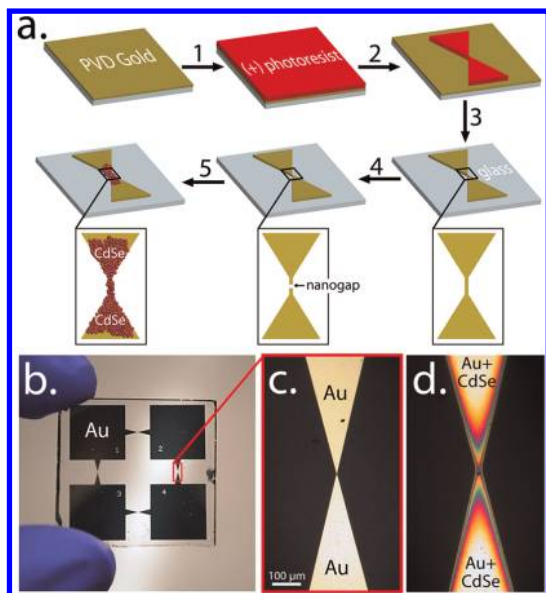 a.
PVD Gold
1
(+) photoresist
2
3
glass
4
5
CdSe
CdSe
nanogap
b.
Au
1
2
3
4
c.
Au
Au
100 µm
d.
Au+
CdSe
Au+
CdSe